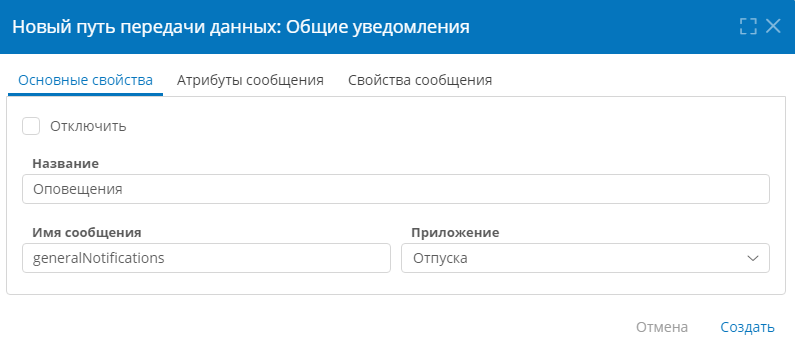 Новый путь передачи данных: Общие уведомления
Основные свойства Атрибуты сообщения Свойства сообщения
Отключить
Название
Оповещения
Имя сообщения Приложение
generalNotifications Отпуска
Отмена Создать